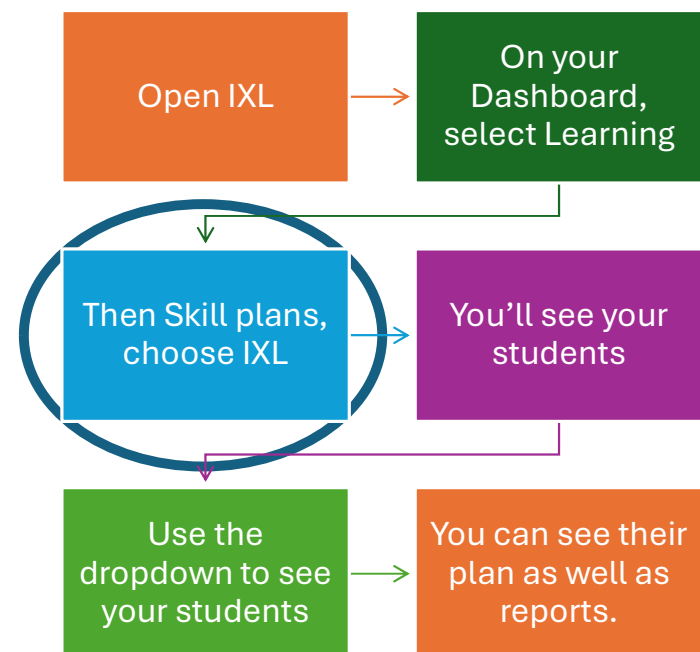 Open IXL
On your
Dashboard,
select Learning
Then Skill plans,
choose IXL
You’ll see your
students
Use the
dropdown to see
your students
You can see their
plan as well as
reports.